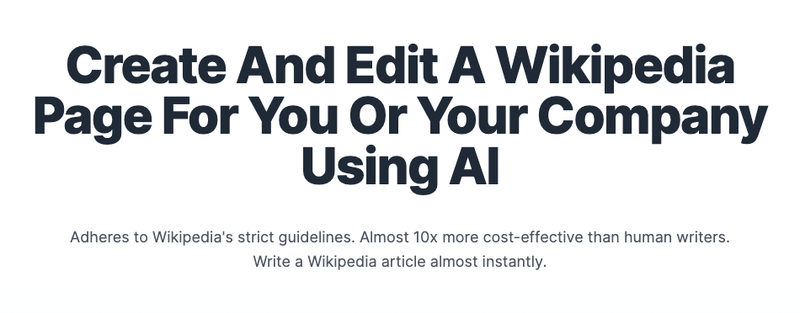 Create And Edit A Wikipedia
Page For You Or Your Company
Using AI
Adheres to Wikipedia's strict guidelines. Almost 10x more cost-effective than human writers.
Write a Wikipedia article almost instantly.